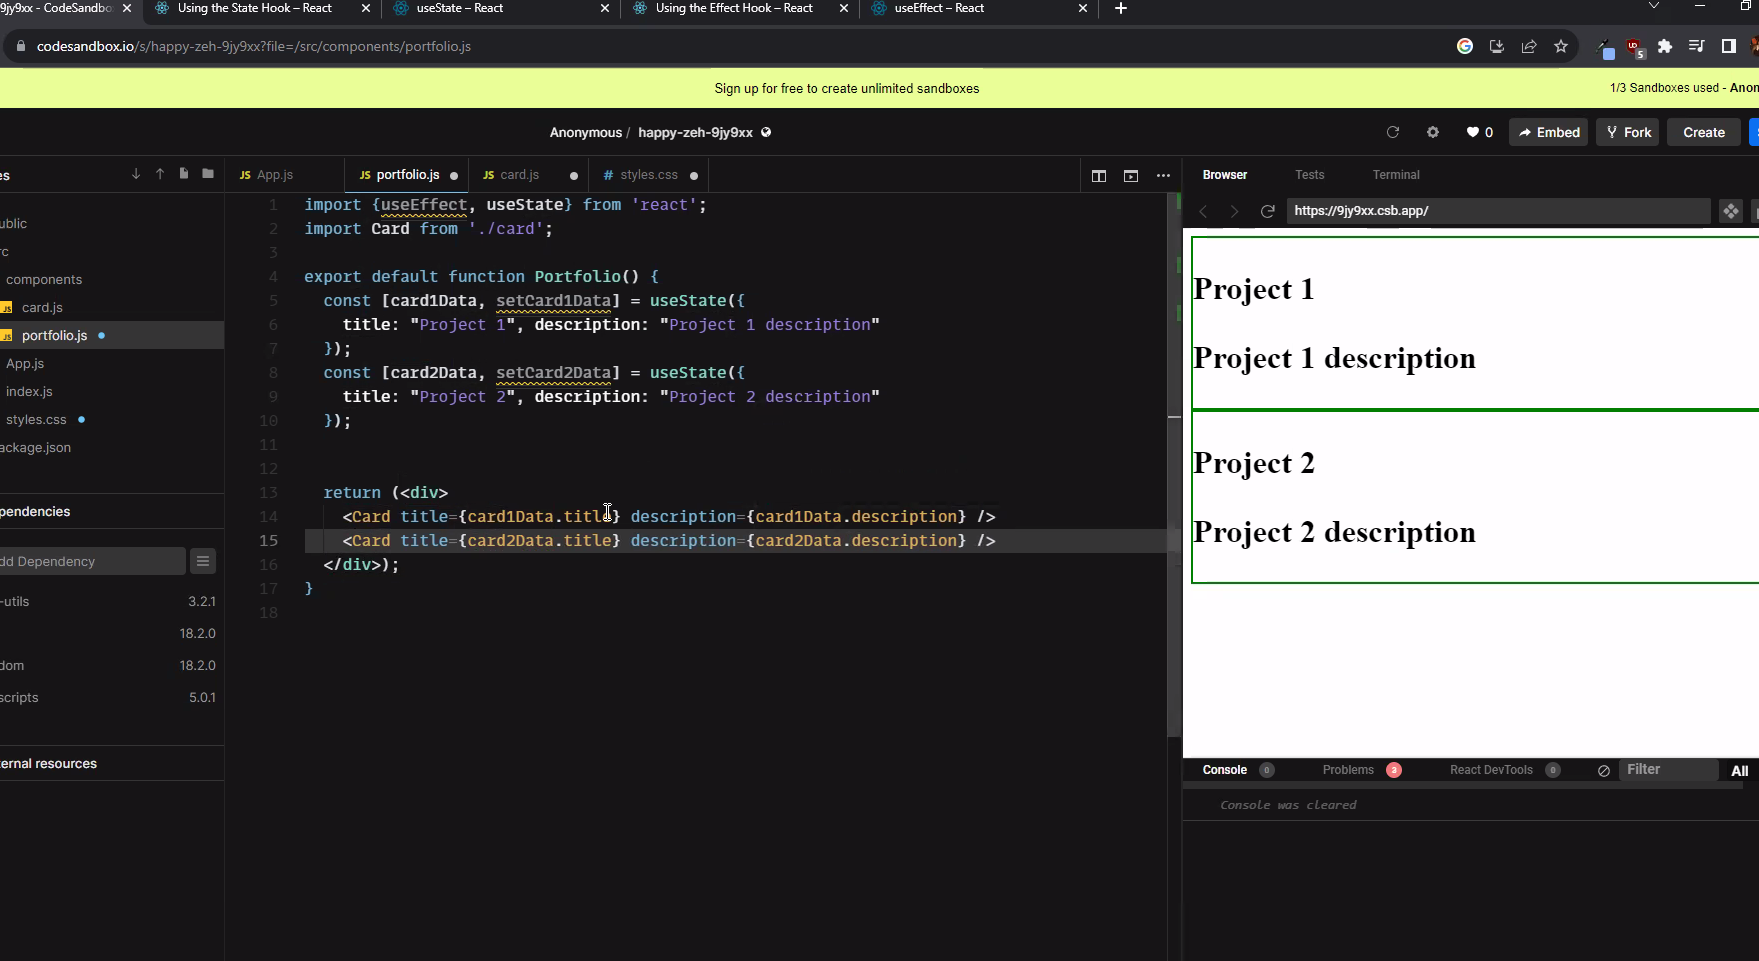 9jy9xx - CodeSandbo
Using the State Hook – React
useState – React
Using the Effect Hook – React
useEffect – React
codesandbox.io/s/happy-zeh-9jy9xx?file=/src/components/portfolio.js
5
Sign up for free to create unlimited sandboxes
1/3 Sandboxes used - Anon
Anonymous / happy-zeh-9jy9xx
0
Embed
Fork
Create
es
JS App.js
JS portfolio.js
JS card.js
# styles.css
Browser
Tests
Terminal
https://9jy9xx.csb.app/
ublic
rc
components
JS card.js
JS portfolio.js
App.js
index.js
styles.css
ackage.json
pendencies
dd Dependency
-utils 3.2.1
18.2.0
dom 18.2.0
scripts 5.0.1
ternal resources
1 import {useEffect, useState} from 'react';
2 import Card from './card';
3
4 export default function Portfolio() {
5 const [card1Data, setCard1Data] = useState({
6 title: "Project 1", description: "Project 1 description"
7 });
8 const [card2Data, setCard2Data] = useState({
9 title: "Project 2", description: "Project 2 description"
10 });
11
12
13 return (<div>
14 <Card title={card1Data.title} description={card1Data.description} />
15 <Card title={card2Data.title} description={card2Data.description} />
16 </div>);
17 }
18
Project 1
Project 1 description
Project 2
Project 2 description
Console 0
Problems 3
React DevTools 0
Filter
All
Console was cleared